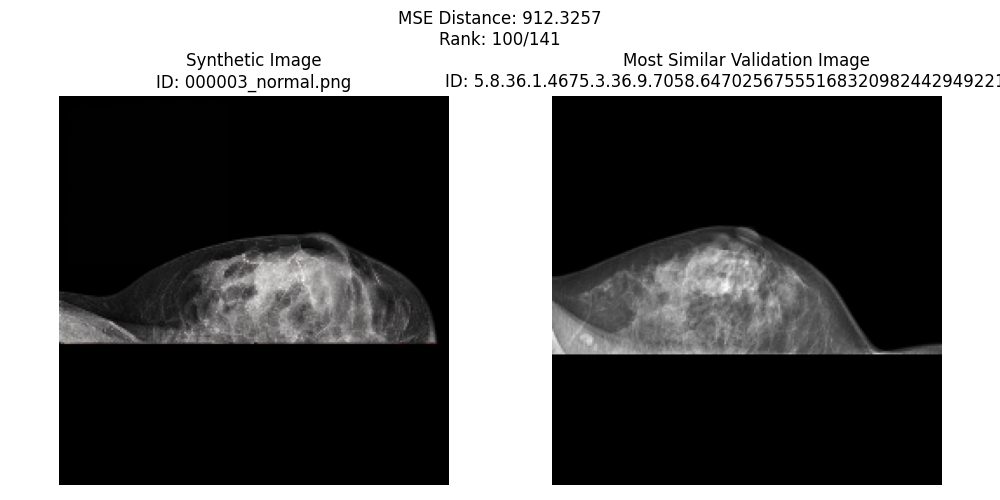 MSE Distance: 912.3257
Rank: 100/141
Synthetic Image
ID: 000003_normal.png
Most Similar Validation Image
ID: 5.8.36.1.4675.3.36.9.7058.64702567555168320982442949221